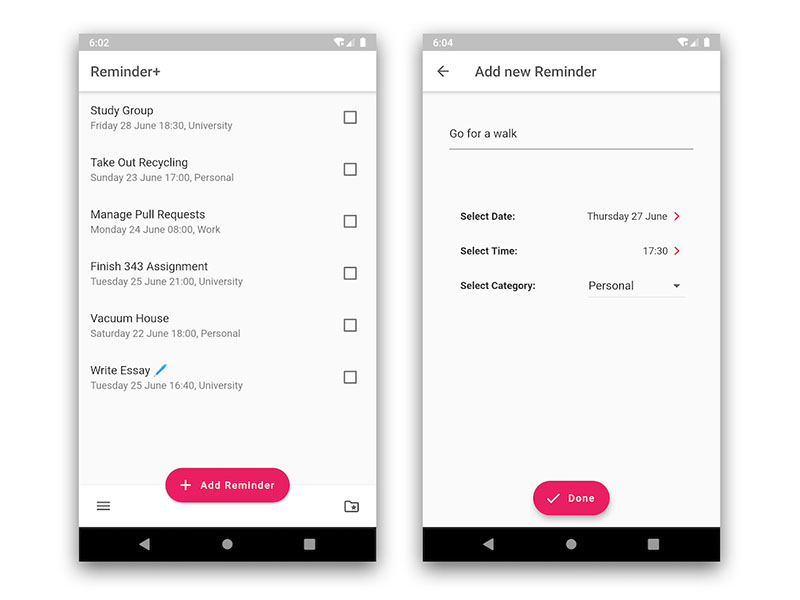 6:02
Reminder+
Study Group
Friday 28 June 18:30, University
Take Out Recycling
Sunday 23 June 17:00, Personal
Manage Pull Requests
Monday 24 June 08:00, Work
Finish 343 Assignment
Tuesday 25 June 21:00, University
Vacuum House
Saturday 22 June 18:00, Personal
Write Essay 🖊️
Tuesday 25 June 16:40, University
+ Add Reminder
6:04
Add new Reminder
Go for a walk
Select Date: Thursday 27 June
Select Time: 17:30
Select Category: Personal
Done